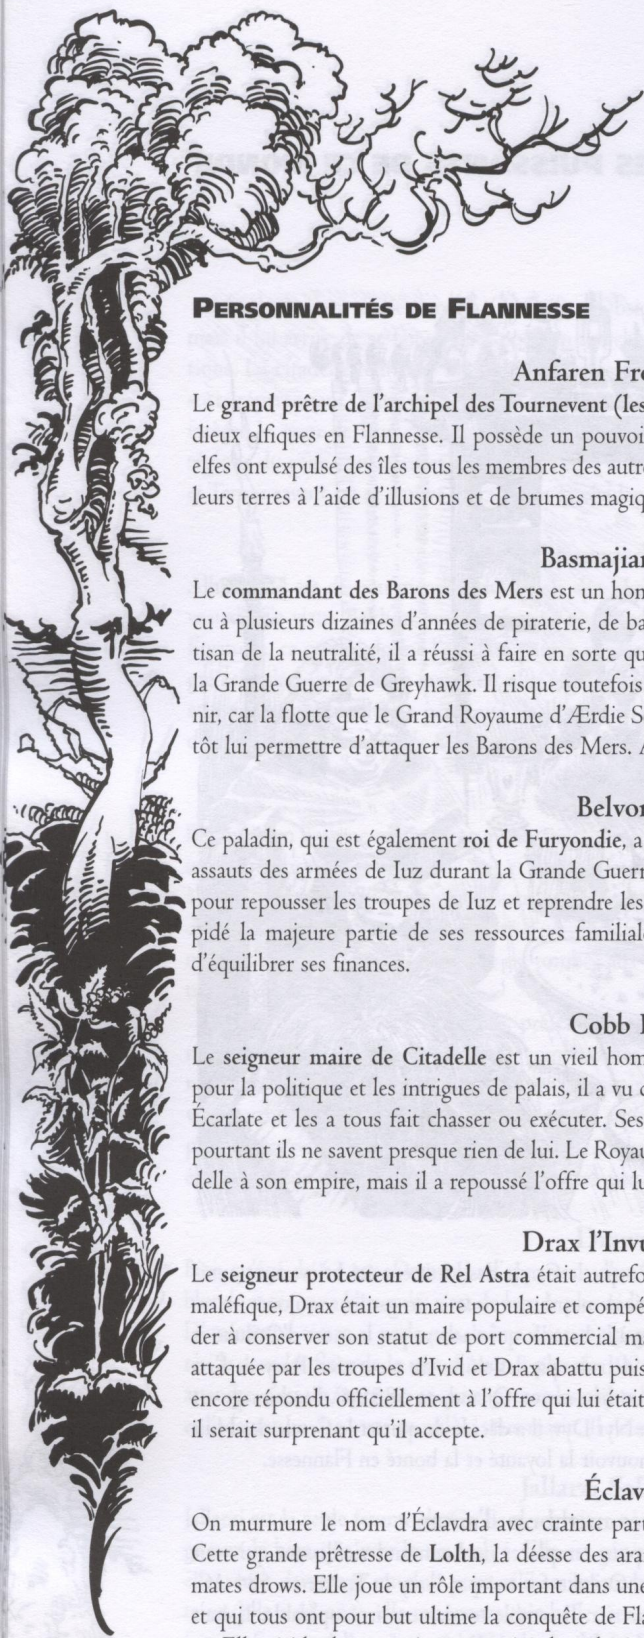 PERSONNALITÉS DE FLANNESSE
Anfaren
Le grand prêtre de l'archipel des Tournevent (les
dieux elfiques en Flannesse. Il possède un pouvoi
elfes ont expulsé des îles tous les membres des autr
leurs terres à l'aide d'illusions et de brumes magiq
Basmajian
Le commandant des Barons des Mers est un hom
cu à plusieurs dizaines d'années de piraterie, de ba
tisan de la neutralité, il a réussi à faire en sorte qu
la Grande Guerre de Greyhawk. Il risque toutefois
nir, car la flotte que le Grand Royaume d'Ærdie S
tôt lui permettre d'attaquer les Barons des Mers. A
Belvor
Ce paladin, qui est également roi de Furyondie, a
assauts des armées de Iuz durant la Grande Guerr
pour repousser les troupes de Iuz et reprendre les
pidé la majeure partie de ses ressources familiale
d'équilibrer ses finances.
Cobb
Le seigneur maire de Citadelle est un vieil hom
pour la politique et les intrigues de palais, il a vu
Écarlate et les a tous fait chasser ou exécuter. Ses
pourtant ils ne savent presque rien de lui. Le Royau
delle à son empire, mais il a repoussé l'offre qui lu
Drax l'Invu
Le seigneur protecteur de Rel Astra était autrefo
maléfique, Drax était un maire populaire et compé
der à conserver son statut de port commercial ma
attaquée par les troupes d'Ivid et Drax abattu puis
encore répondu officiellement à l'offre qui lui était
il serait surprenant qu'il accepte.
Éclav
On murmure le nom d'Éclavdra avec crainte part
Cette grande prêtresse de Lolth, la déesse des ara
mates drows. Elle joue un rôle important dans une
et qui tous ont pour but ultime la conquête de Fla